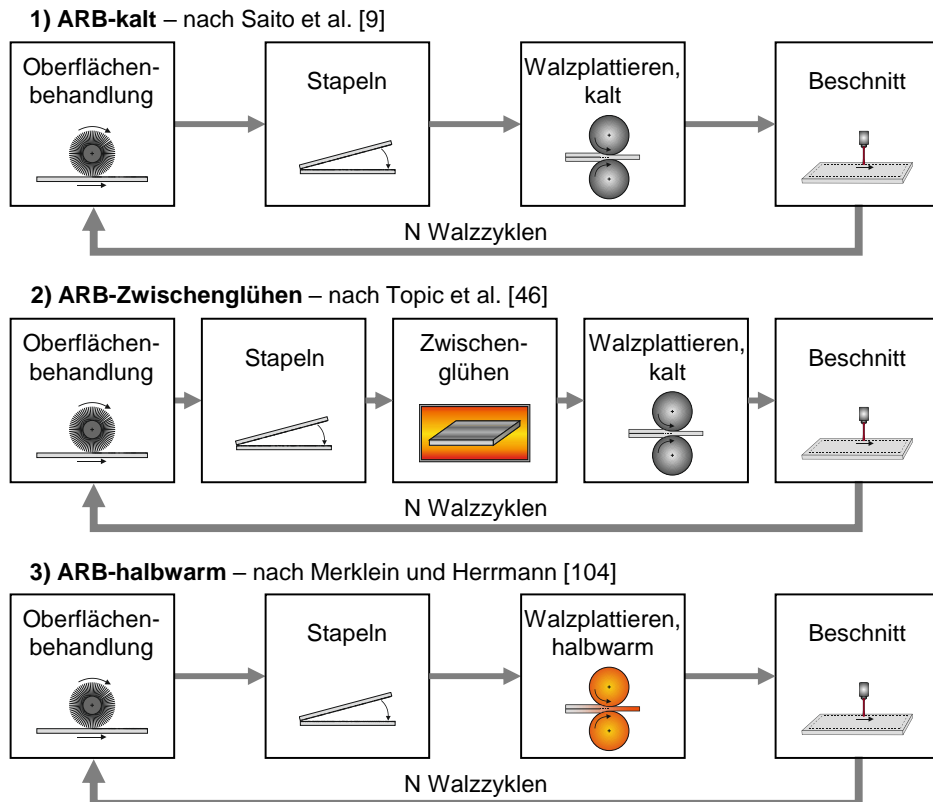 1) ARB-kalt – nach Saito et al. [9]
Oberflächen-
behandlung
Stapeln
Walzplattieren,
kalt
Beschnitt
N Walzzyklen
2) ARB-Zwischenglühen – nach Topic et al. [46]
Oberflächen-
behandlung
Stapeln
Zwischen-
glühen
Walzplattieren,
kalt
Beschnitt
N Walzzyklen
3) ARB-halbwarm – nach Merklein und Herrmann [104]
Oberflächen-
behandlung
Stapeln
Walzplattieren,
halbwarm
Beschnitt
N Walzzyklen